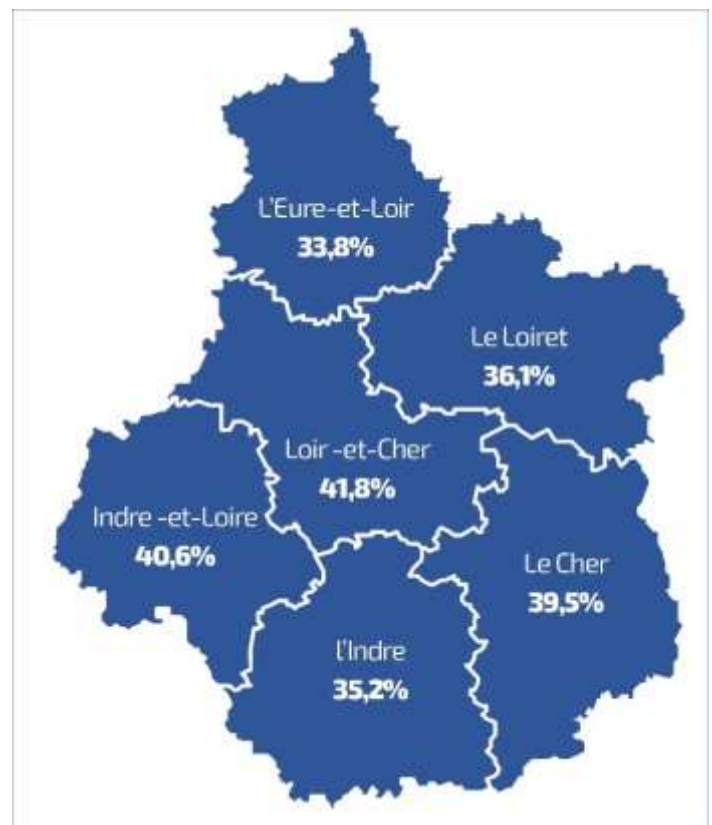 L'Eure-et-Loir
33,8%
Le Loiret
36,1%
Loir -et-Cher
41,8%
Indre -et-Loire
40,6%
Le Cher
39,5%
l'Indre
35,2%